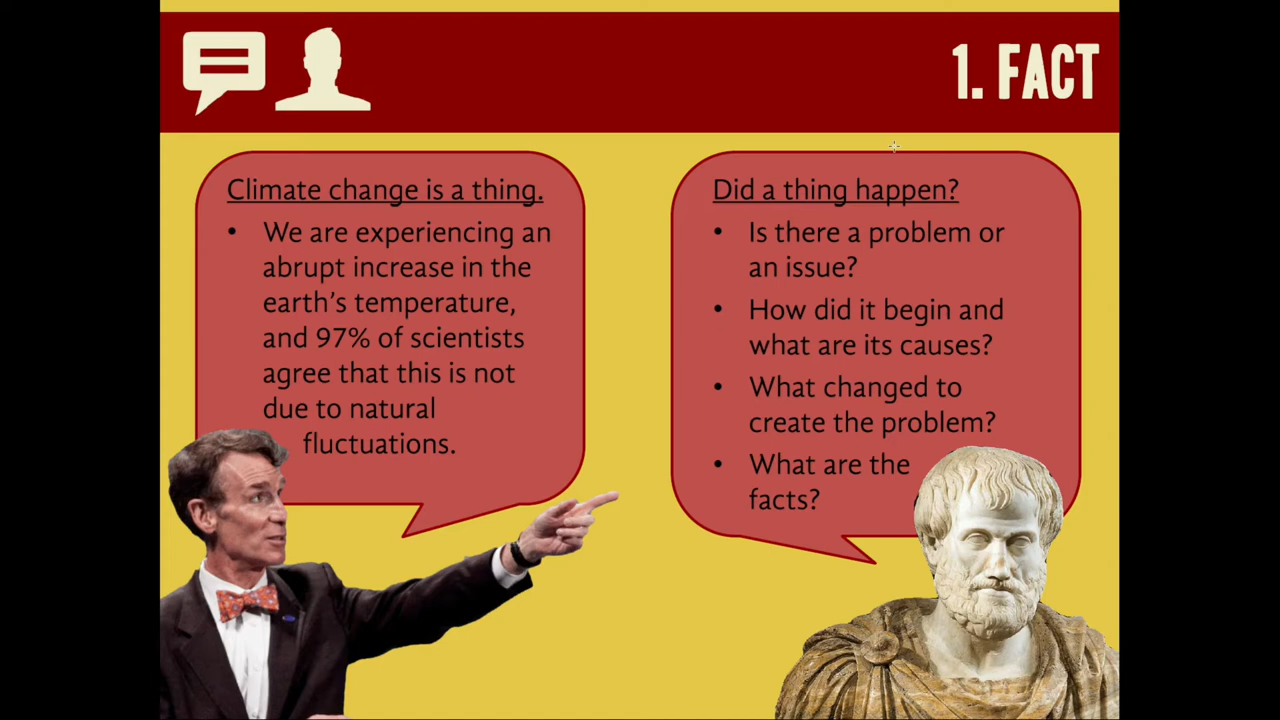 1. FACT
Climate change is a thing.
• We are experiencing an
abrupt increase in the
earth’s temperature,
and 97% of scientists
agree that this is not
due to natural
fluctuations.
Did a thing happen?
• Is there a problem or
an issue?
• How did it begin and
what are its causes?
• What changed to
create the problem?
• What are the
facts?